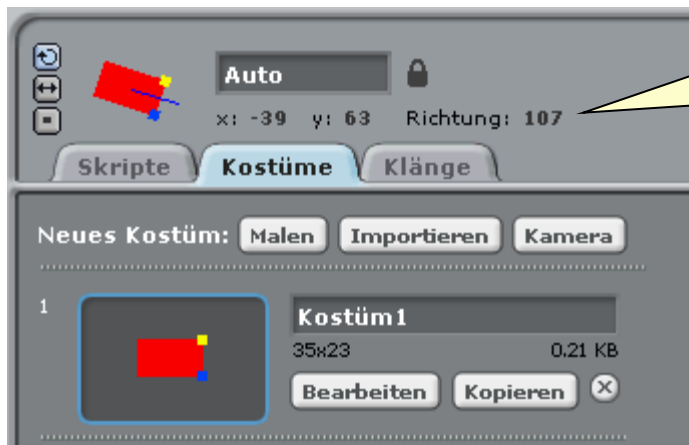 Auto
x: -39 y: 63 Richtung: 107
Skripte Kostüme Klänge
Neues Kostüm: Malen Importieren Kamera
1
Kostüm1
35x23 0.21 KB
Bearbeiten Kopieren